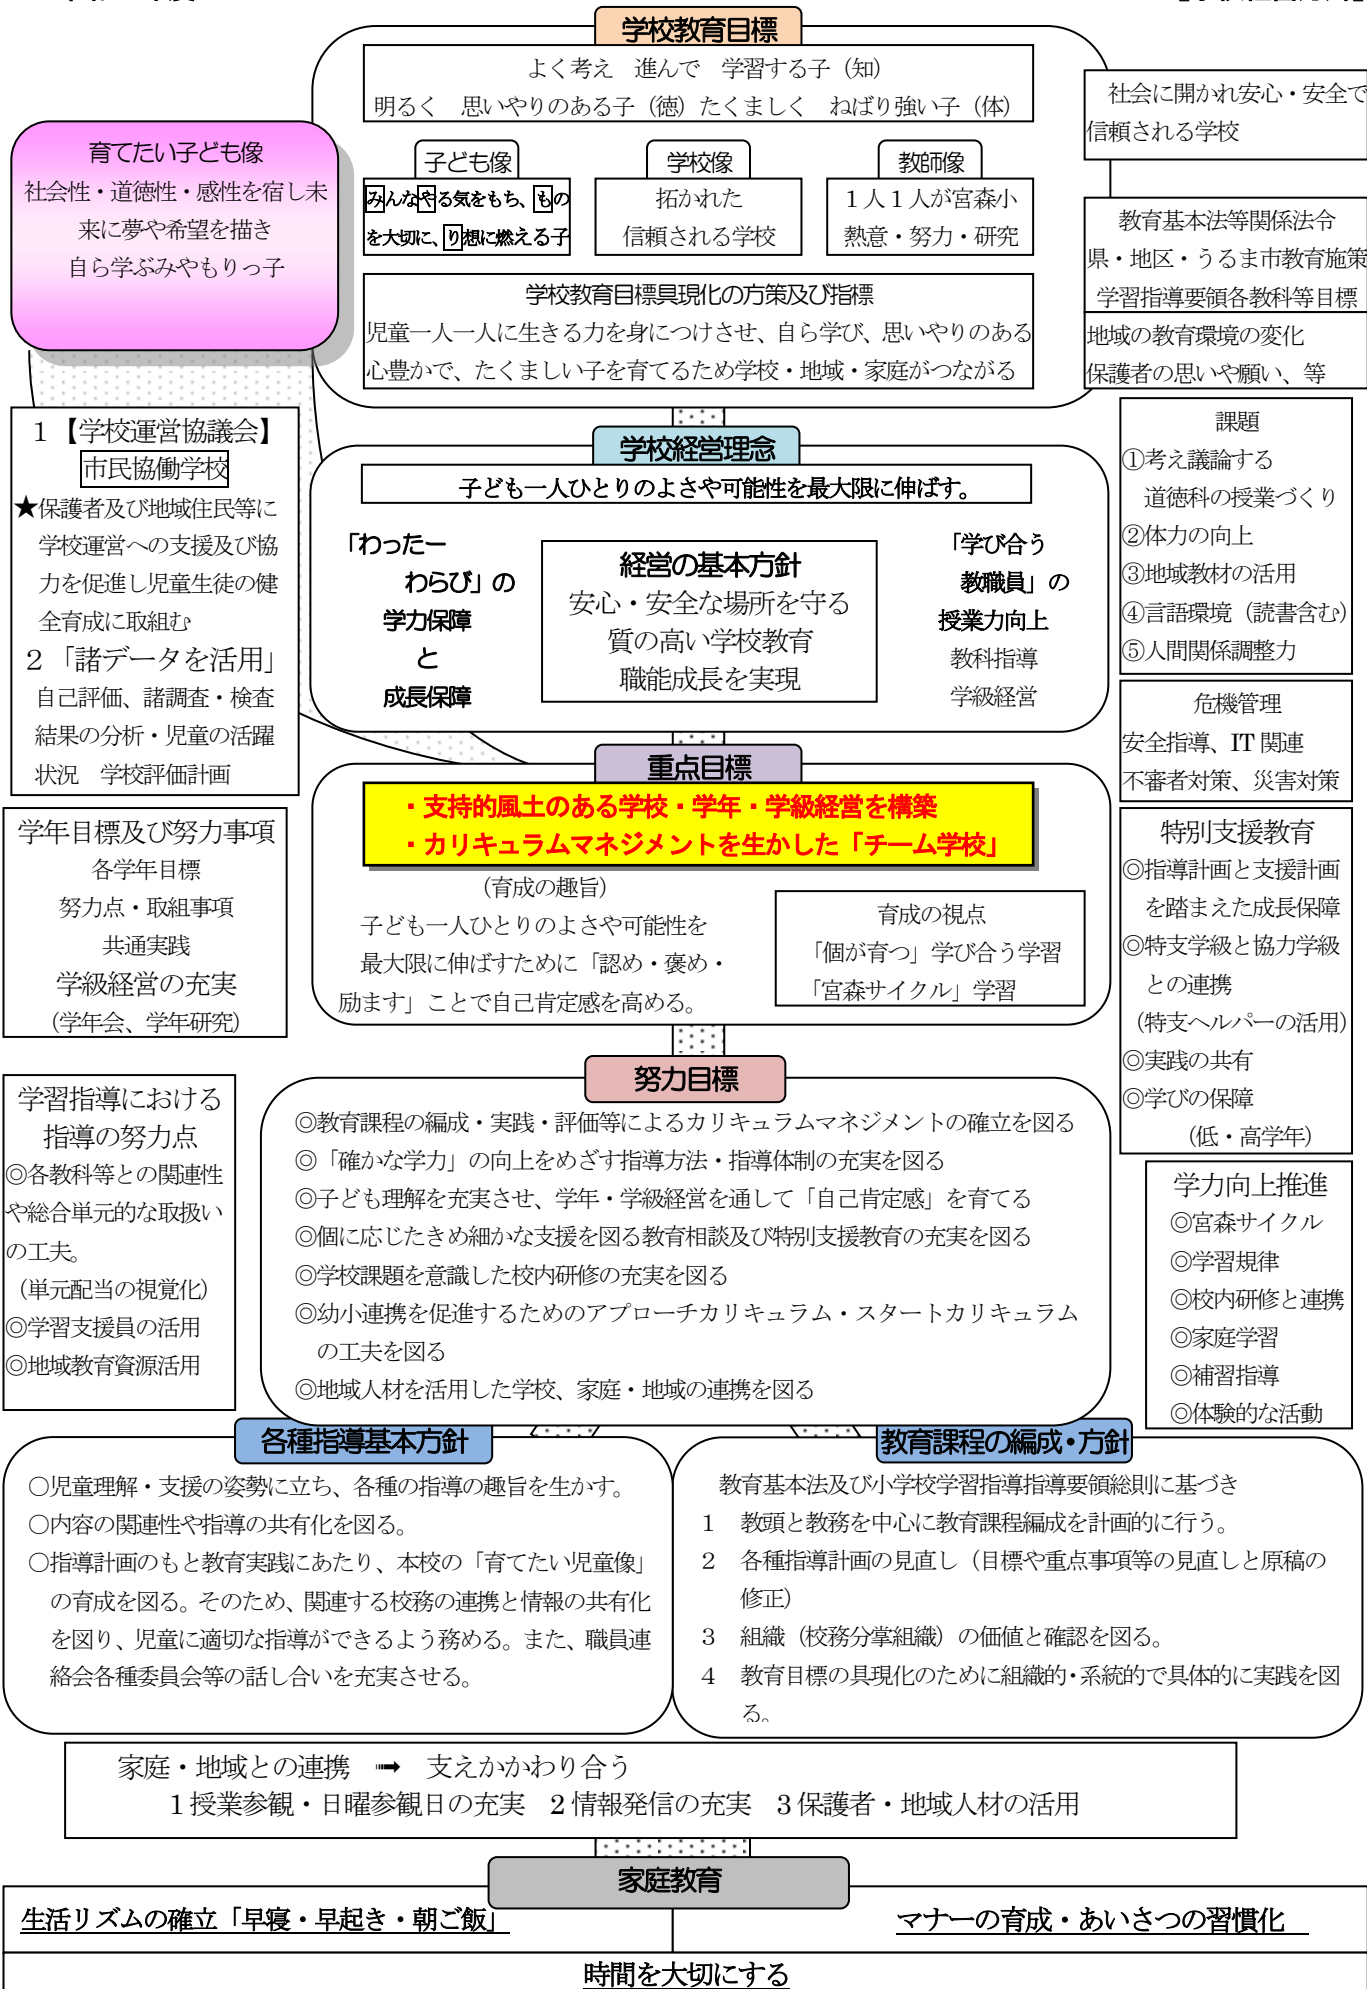 学校教育目標
よく考え 進んで 学習する子（知）
明るく 思いやりのある子（徳）たくましく ねばり強い子（体）
社会に開かれ安心・安全で
信頼される学校
育てたい子ども像
社会性・道徳性・感性を宿し未
来に夢や希望を描き
自ら学ぶみやもりっ子
子ども像
みんなやる気をもち、もの
を大切に、り想に燃える子
学校像
拓かれた
信頼される学校
教師像
１人１人が宮森小
熱意・努力・研究
教育基本法等関係法令
県・地区・うるま市教育施策
学習指導要領各教科等目標
地域の教育環境の変化
保護者の思いや願い、等
学校教育目標具現化の方策及び指標
児童一人一人に生きる力を身につけさせ、自ら学び、思いやりのある
心豊かで、たくましい子を育てるため学校・地域・家庭がつながる
１【学校運営協議会】
市民協働学校
★保護者及び地域住民等に
学校運営への支援及び協
力を促進し児童生徒の健
全育成に取組む
２「諸データを活用」
自己評価、諸調査・検査
結果の分析・児童の活躍
状況 学校評価計画
学校経営理念
子ども一人ひとりのよさや可能性を最大限に伸ばす。
「わったー
わらび」の
学力保障
と
成長保障
経営の基本方針
安心・安全な場所を守る
質の高い学校教育
職能成長を実現
「学び合う
教職員」の
授業力向上
教科指導
学級経営
課題
①考え議論する
道徳科の授業づくり
②体力の向上
③地域教材の活用
④言語環境（読書含む）
⑤人間関係調整力
危機管理
安全指導、IT 関連
不審者対策、災害対策
重点目標
・支持的風土のある学校・学年・学級経営を構築
・カリキュラムマネジメントを生かした「チーム学校」
（育成の趣旨）
子ども一人ひとりのよさや可能性を
最大限に伸ばすために「認め・褒め・
励ます」ことで自己肯定感を高める。
育成の視点
「個が育つ」学び合う学習
「宮森サイクル」学習
学年目標及び努力事項
各学年目標
努力点・取組事項
共通実践
学級経営の充実
（学年会、学年研究）
特別支援教育
◎指導計画と支援計画
を踏まえた成長保障
◎特支学級と協力学級
との連携
（特支ヘルパーの活用）
◎実践の共有
◎学びの保障
（低・高学年）
学習指導における
指導の努力点
◎各教科等との関連性
や総合単元的な取扱い
の工夫。
（単元配当の視覚化）
◎学習支援員の活用
◎地域教育資源活用
努力目標
◎教育課程の編成・実践・評価等によるカリキュラムマネジメントの確立を図る
◎「確かな学力」の向上をめざす指導方法・指導体制の充実を図る
◎子ども理解を充実させ、学年・学級経営を通して「自己肯定感」を育てる
◎個に応じたきめ細かな支援を図る教育相談及び特別支援教育の充実を図る
◎学校課題を意識した校内研修の充実を図る
◎幼小連携を促進するためのアプローチカリキュラム・スタートカリキュラム
の工夫を図る
◎地域人材を活用した学校、家庭・地域の連携を図る
学力向上推進
◎宮森サイクル
◎学習規律
◎校内研修と連携
◎家庭学習
◎補習指導
◎体験的な活動
各種指導基本方針
○児童理解・支援の姿勢に立ち、各種の指導の趣旨を生かす。
○内容の関連性や指導の共有化を図る。
○指導計画のもと教育実践にあたり、本校の「育てたい児童像」
の育成を図る。そのため、関連する校務の連携と情報の共有化
を図り、児童に適切な指導ができるよう務める。また、職員連
絡会各種委員会等の話し合いを充実させる。
教育課程の編成・方針
教育基本法及び小学校学習指導指導要領総則に基づき
１ 教頭と教務を中心に教育課程編成を計画的に行う。
２ 各種指導計画の見直し（目標や重点事項等の見直しと原稿の
修正）
３ 組織（校務分掌組織）の価値と確認を図る。
４ 教育目標の具現化のために組織的・系統的で具体的に実践を図
る。
家庭・地域との連携 ➟ 支えかかわり合う
１授業参観・日曜参観日の充実 ２情報発信の充実 ３保護者・地域人材の活用
家庭教育
生活リズムの確立「早寝・早起き・朝ご飯」
マナーの育成・あいさつの習慣化
時間を大切にする